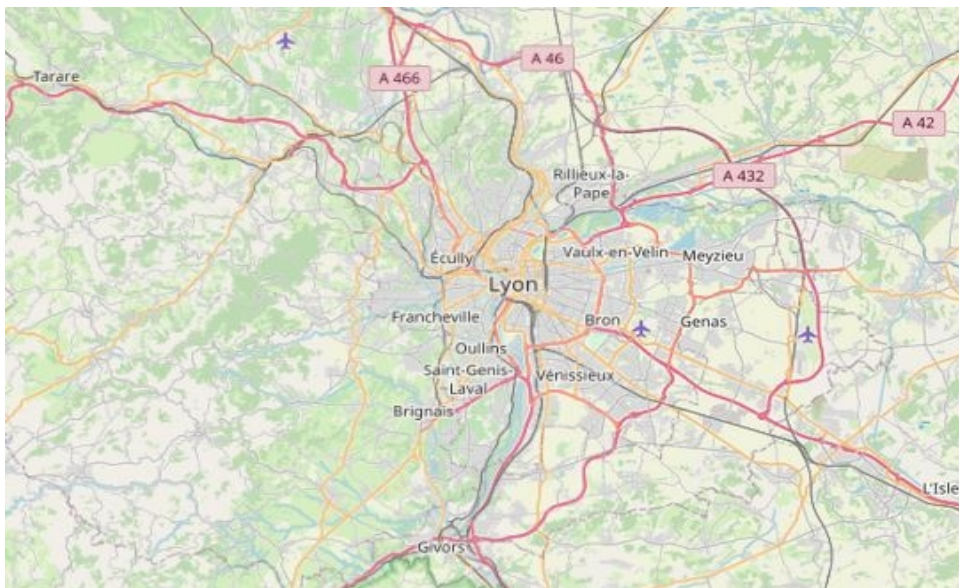 A 46
Tarare
A 466
A 42
Rillieux-la-
Pape
A 432
Écully
Vaulx-en-Velin
Meyzieu
Lyon
Francheville
Bron
Genas
Oullins
Saint-Genis-
Laval
Vénissieux
Brignais
L'Isle
Givors